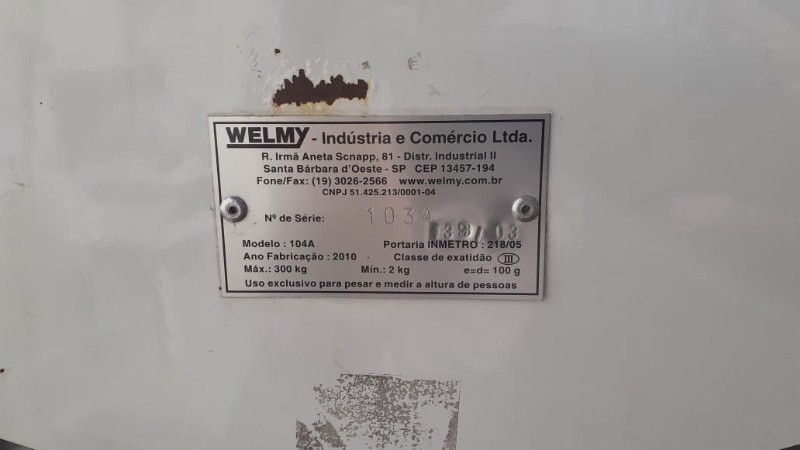 WELMY - Indústria e Comércio Ltda.
R. Irmã Aneta Scnapp, 81 - Distr. Industrial II
Santa Bárbara d'Oeste - SP CEP 13457-194
Fone/Fax: (19) 3026-2566 www.welmy.com.br
CNPJ 51.425.213/0001-04
Nº de Série: 1034
Modelo : 104A Portaria INMETRO : 218/05
Ano Fabricação : 2010 Classe de exatidão III
Máx.: 300 kg Mín.: 2 kg e=d= 100 g
Uso exclusivo para pesar e medir a altura de pessoas